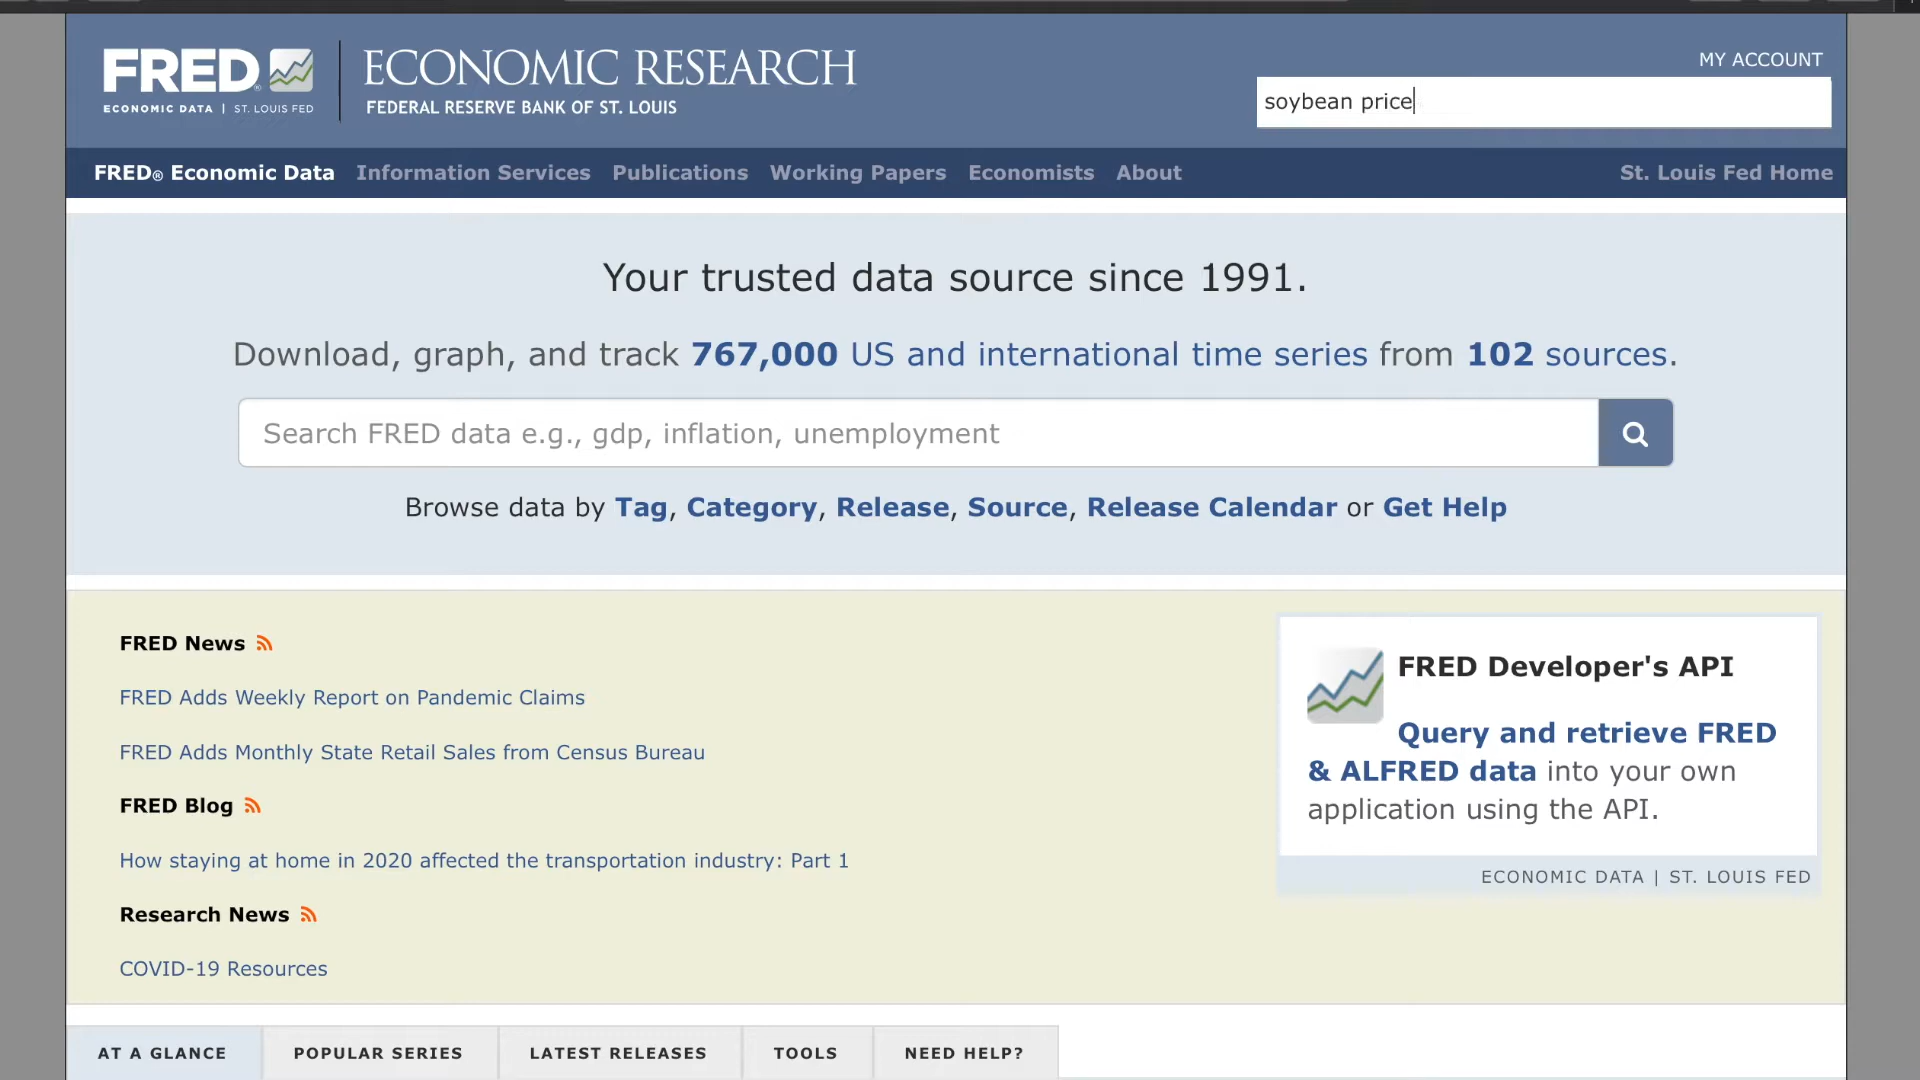 FRED®
ECONOMIC DATA | ST. LOUIS FED
ECONOMIC RESEARCH
FEDERAL RESERVE BANK OF ST. LOUIS
MY ACCOUNT
soybean price
FRED® Economic Data Information Services Publications Working Papers Economists About St. Louis Fed Home
Your trusted data source since 1991.
Download, graph, and track 767,000 US and international time series from 102 sources.
Search FRED data e.g., gdp, inflation, unemployment
Browse data by Tag, Category, Release, Source, Release Calendar or Get Help
FRED News
FRED Adds Weekly Report on Pandemic Claims
FRED Adds Monthly State Retail Sales from Census Bureau
FRED Blog
How staying at home in 2020 affected the transportation industry: Part 1
Research News
COVID-19 Resources
FRED Developer's API
Query and retrieve FRED
& ALFRED data into your own
application using the API.
ECONOMIC DATA | ST. LOUIS FED
AT A GLANCE POPULAR SERIES LATEST RELEASES TOOLS NEED HELP?